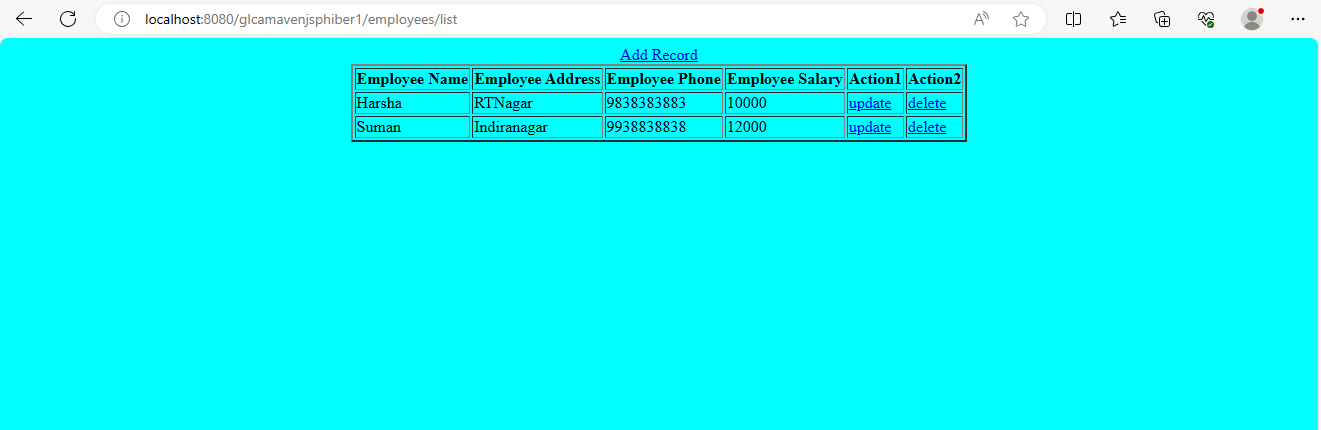 localhost:8080/glcamavenjsphiber1/employees/list
Add Record
Employee Name Employee Address Employee Phone Employee Salary Action1 Action2
Harsha RTNagar 9838383883 10000 update delete
Suman Indiranagar 9938838838 12000 update delete